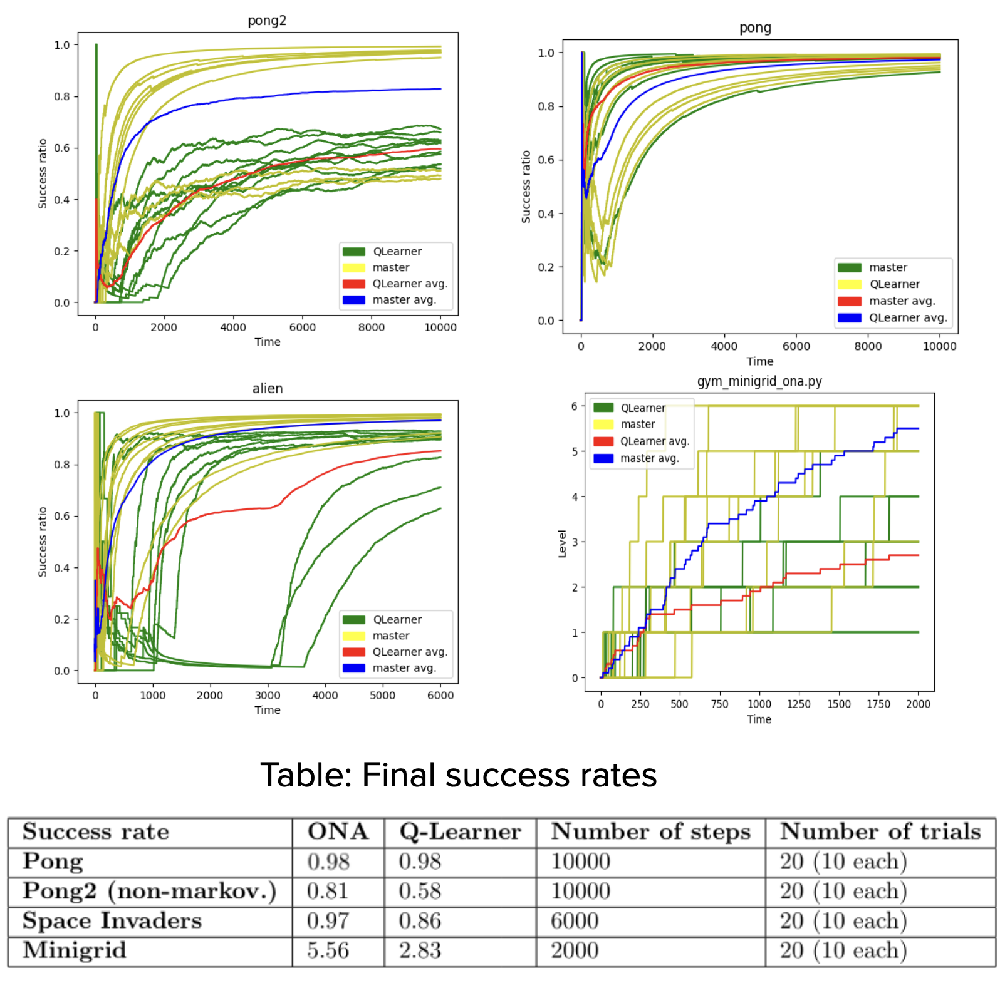 pong2
1.0
0.8
0.6
0.4
0.2
0.0
Success ratio
QLearner
master
QLearner avg.
master avg.
0 2000 4000 6000 8000 10000
Time
pong
1.0
0.8
0.6
0.4
0.2
0.0
Success ratio
master
QLearner
master avg.
QLearner avg.
0 2000 4000 6000 8000 10000
Time
alien
1.0
0.8
0.6
0.4
0.2
0.0
Success ratio
QLearner
master
QLearner avg.
master avg.
0 1000 2000 3000 4000 5000 6000
Time
gym_minigrid_ona.py
6
5
4
3
2
1
0
Level
QLearner
master
QLearner avg.
master avg.
0 250 500 750 1000 1250 1500 1750 2000
Time
Table: Final success rates
Success rate ONA Q-Learner Number of steps Number of trials
Pong 0.98 0.98 10000 20 (10 each)
Pong2 (non-markov.) 0.81 0.58 10000 20 (10 each)
Space Invaders 0.97 0.86 6000 20 (10 each)
Minigrid 5.56 2.83 2000 20 (10 each)